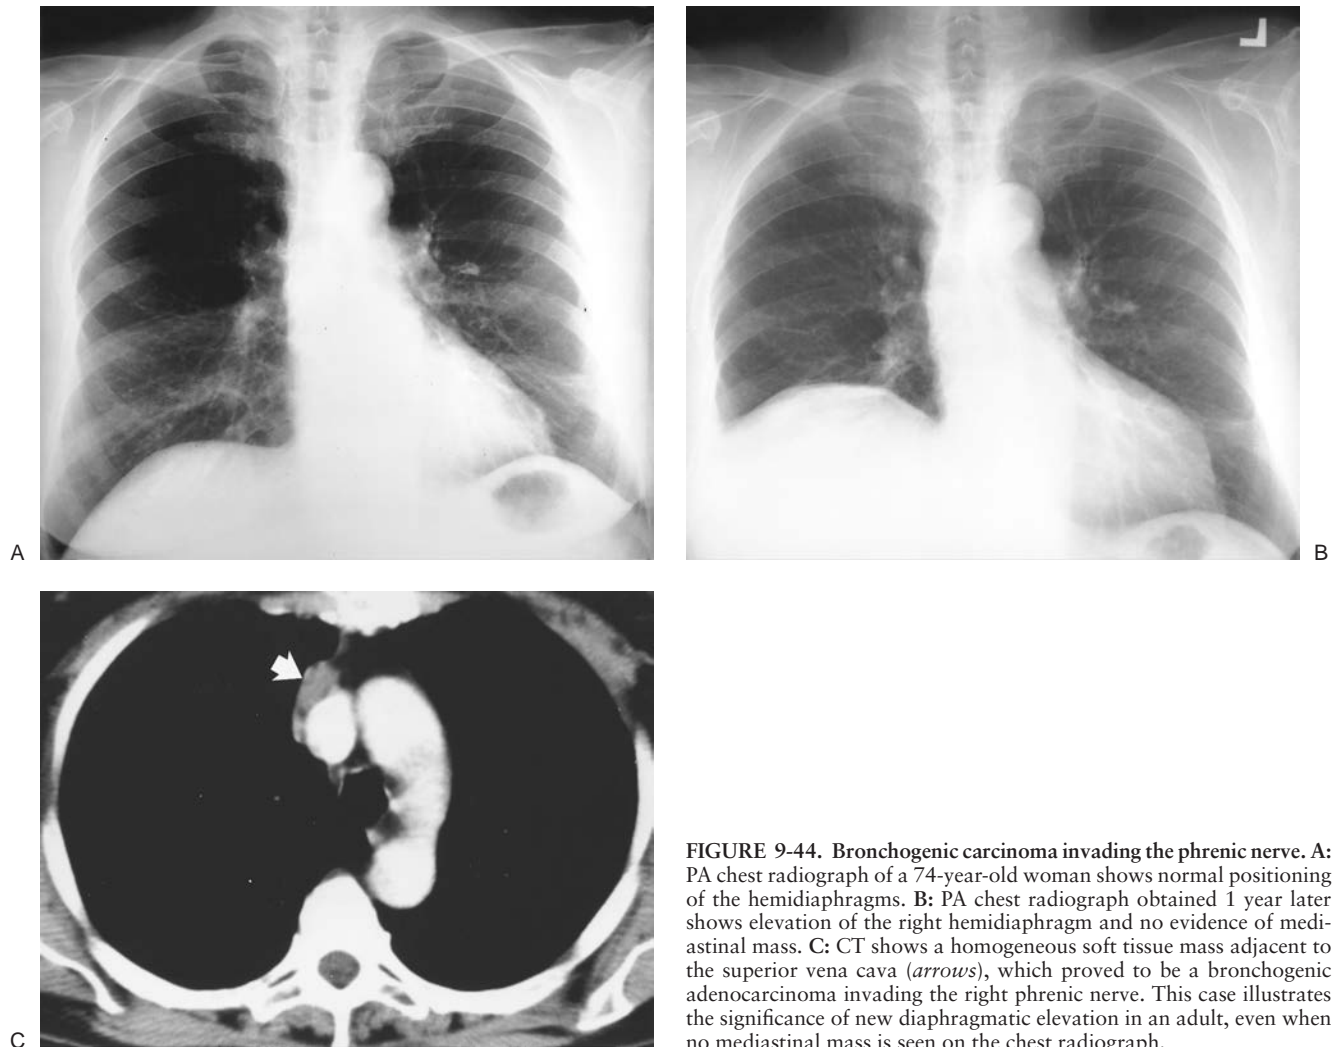 A
B
C
FIGURE 9-44. Bronchogenic carcinoma invading the phrenic nerve. A:
PA chest radiograph of a 74-year-old woman shows normal positioning
of the hemidiaphragms. B: PA chest radiograph obtained 1 year later
shows elevation of the right hemidiaphragm and no evidence of medi-
astinal mass. C: CT shows a homogeneous soft tissue mass adjacent to
the superior vena cava (arrows), which proved to be a bronchogenic
adenocarcinoma invading the right phrenic nerve. This case illustrates
the significance of new diaphragmatic elevation in an adult, even when
no mediastinal mass is seen on the chest radiograph.